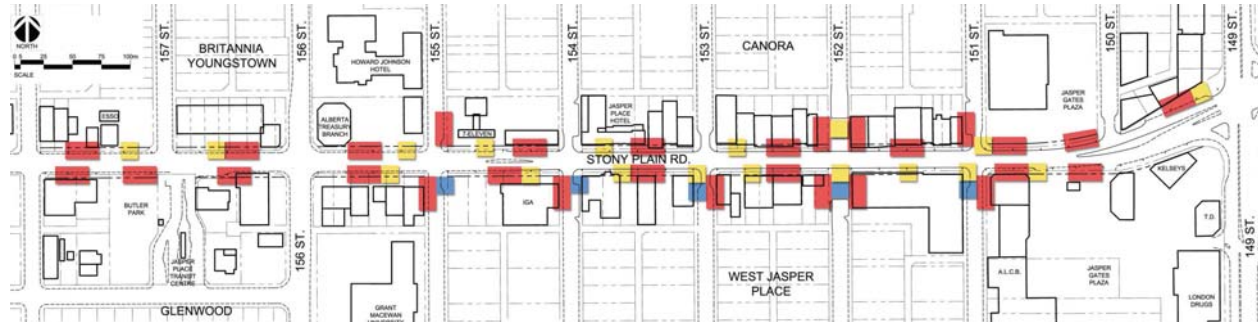 157 ST.
156 ST.
155 ST.
154 ST.
153 ST.
152 ST.
151 ST.
150 ST.
149 ST.
NORTH
0 5 25 50 75 100m
SCALE
BRITANNIA
YOUNGSTOWN
HOWARD JOHNSON
HOTEL
CANORA
ESSO
ALBERTA
TREASURY
BRANCH
7-ELEVEN
JASPER
PLACE
HOTEL
JASPER
GATES
PLAZA
STONY PLAIN RD.
KELSEYS
BUTLER
PARK
IGA
T.D.
JASPER
PLACE
TRANSIT
CENTRE
156 ST.
149 ST.
WEST JASPER
PLACE
A.L.C.B.
JASPER
GATES
PLAZA
LONDON
DRUGS
GLENWOOD
GRANT
MACEWAN
UNIVERSITY